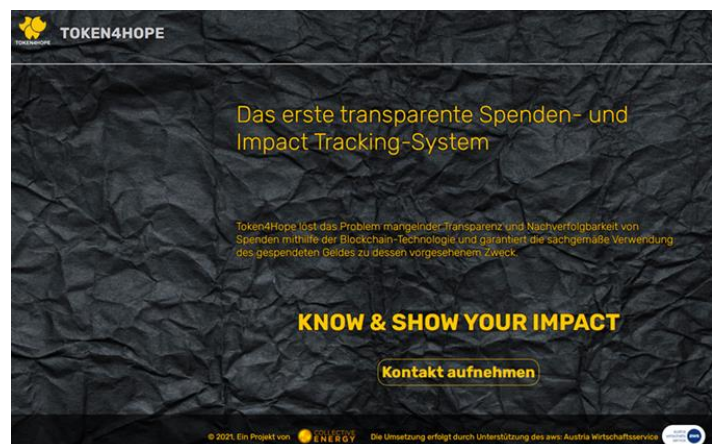 TOKEN4HOPE
TOKEN4HOPE
Das erste transparente Spenden- und
Impact Tracking-System
Token4Hope löst das Problem mangelnder Transparenz und Nachverfolgbarkeit von
Spenden mithilfe der Blockchain-Technologie und garantiert die sachgemäße Verwendung
des gespendeten Geldes zu dessen vorgesehenem Zweck.
KNOW & SHOW YOUR IMPACT
Kontakt aufnehmen
© 2021. Ein Projekt von COLLECTIVE ENERGY Die Umsetzung erfolgt durch Unterstützung des aws: Austria Wirtschaftsservice